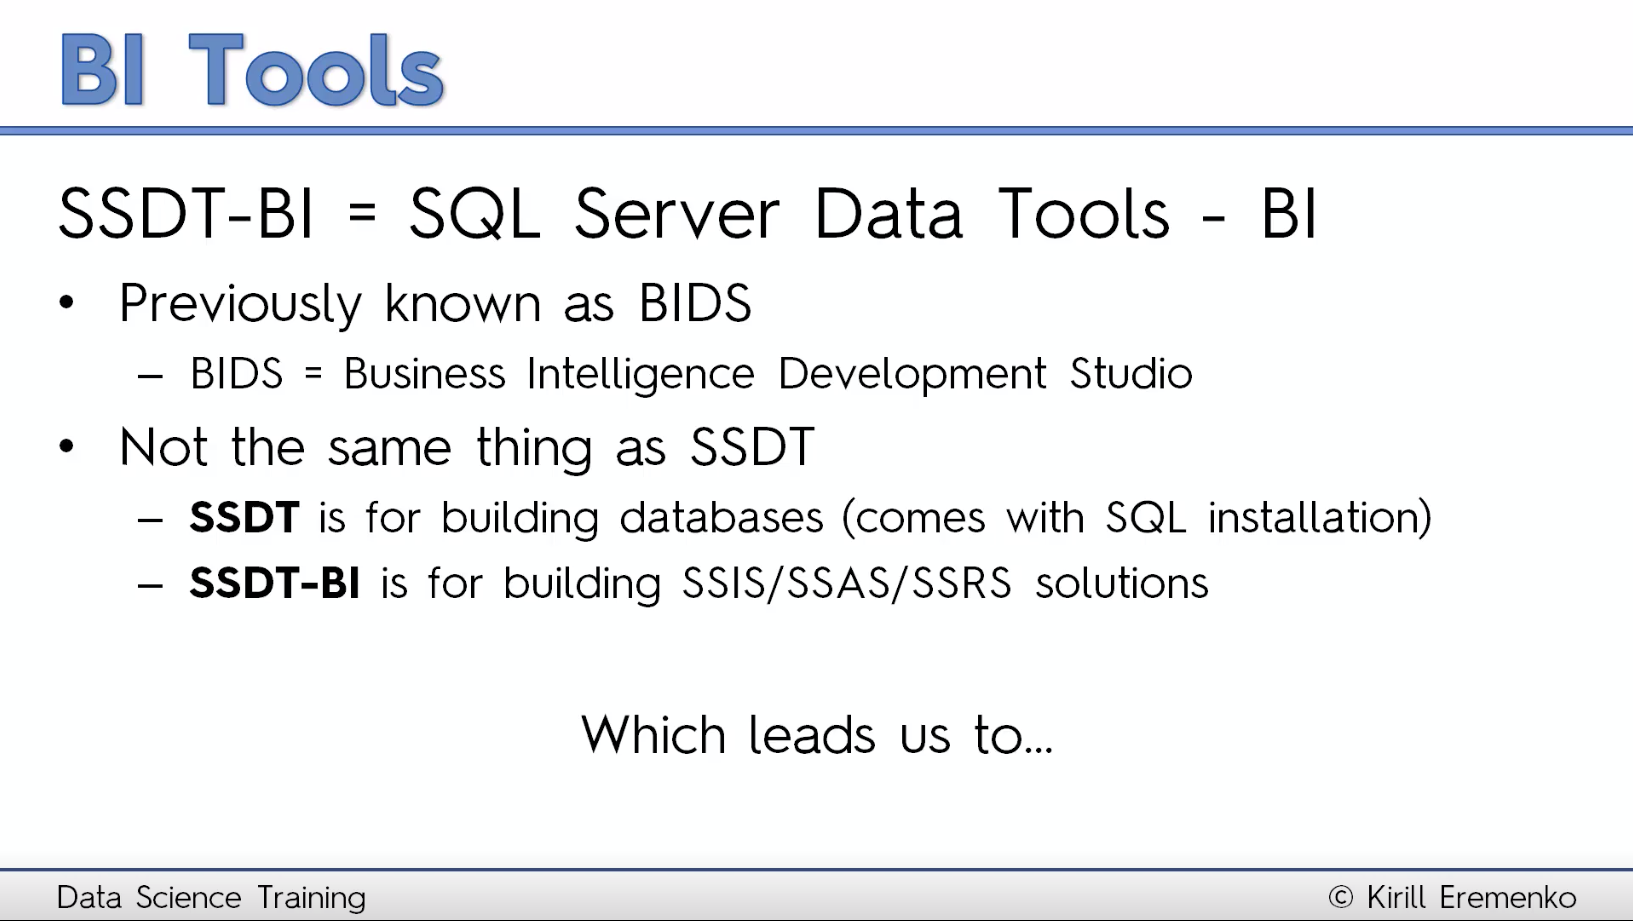 BI Tools
SSDT-BI = SQL Server Data Tools - BI
• Previously known as BIDS
– BIDS = Business Intelligence Development Studio
• Not the same thing as SSDT
– SSDT is for building databases (comes with SQL installation)
– SSDT-BI is for building SSIS/SSAS/SSRS solutions
Which leads us to...
Data Science Training
© Kirill Eremenko